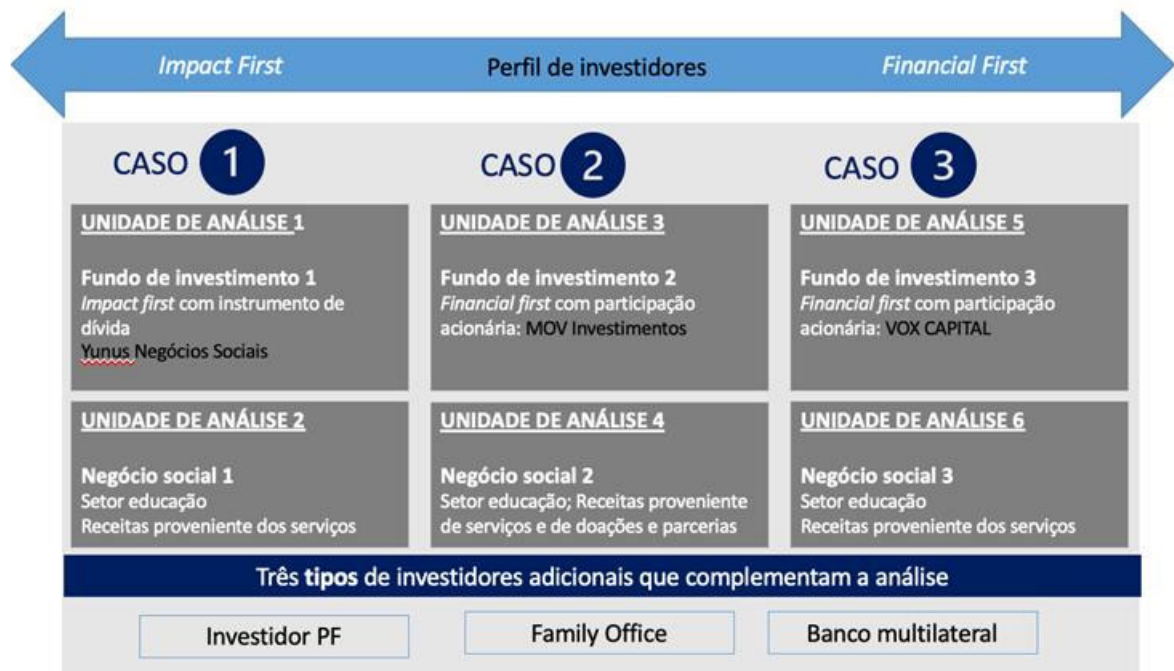 Impact First
Perfil de investidores
Financial First
CASO 1
CASO 2
CASO 3
UNIDADE DE ANÁLISE 1
Fundo de investimento 1
Impact first com instrumento de
dívida
Yunus Negócios Sociais
UNIDADE DE ANÁLISE 3
Fundo de investimento 2
Financial first com participação
acionária: MOV Investimentos
UNIDADE DE ANÁLISE 5
Fundo de investimento 3
Financial first com participação
acionária: VOX CAPITAL
UNIDADE DE ANÁLISE 2
Negócio social 1
Setor educação
Receitas proveniente dos serviços
UNIDADE DE ANÁLISE 4
Negócio social 2
Setor educação; Receitas proveniente
de serviços e de doações e parcerias
UNIDADE DE ANÁLISE 6
Negócio social 3
Setor educação
Receitas proveniente dos serviços
Três tipos de investidores adicionais que complementam a análise
Investidor PF
Family Office
Banco multilateral